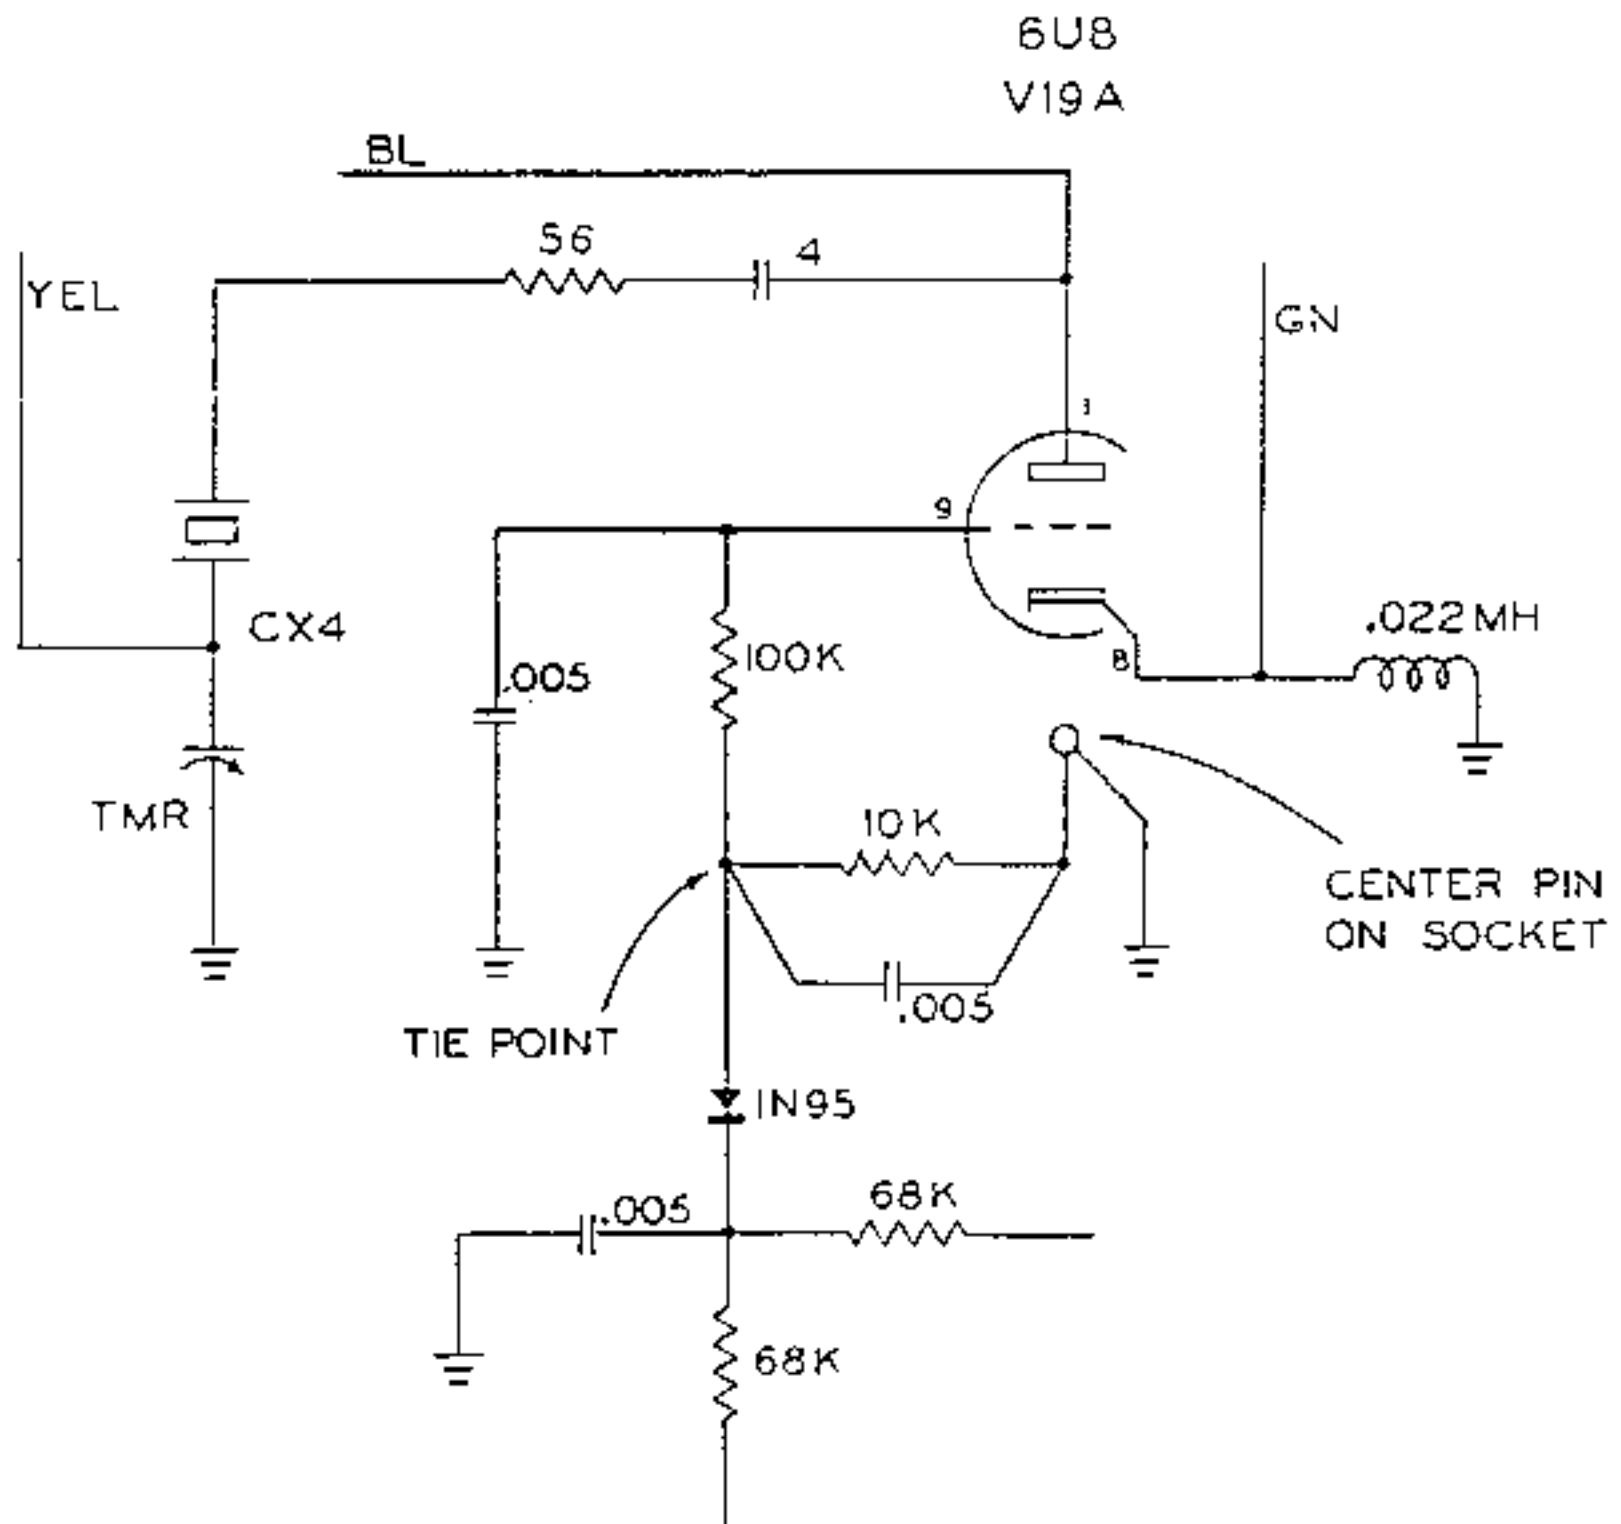 6U8
V19A
BL
56
4
YEL
GN
1
9
CX4
100K
.005
8
.022MH
TMR
10K
CENTER PIN
ON SOCKET
.005
TIE POINT
IN95
.005
68K
68K